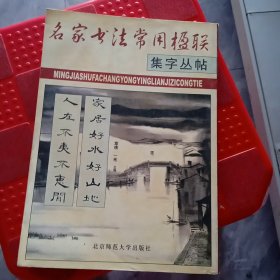 名家书法常用楹联
MINGJIASHUFACHANGYONGYINGLIANJIZICONGTIE
集字丛帖
家居好水好山地
人在不夷不惠间
北京师范大学出版社